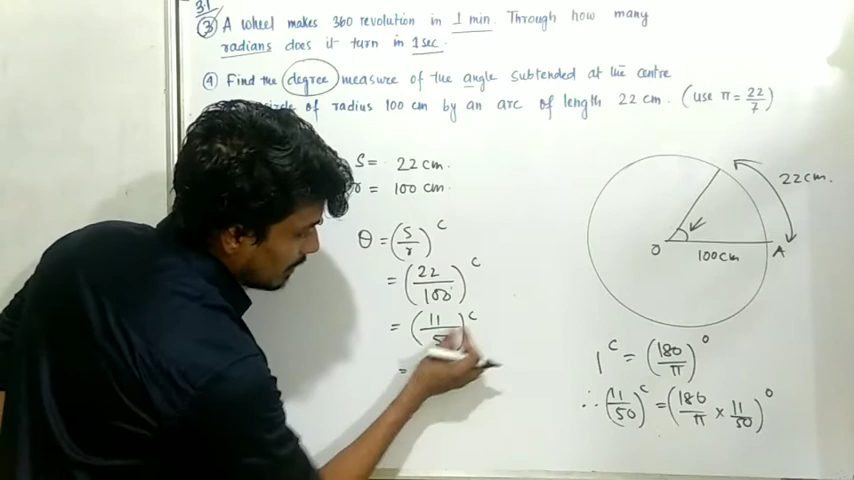 3.1
③ A wheel makes 360 revolution in 1 min. Through how many
radians does it turn in 1 sec.
④ Find the degree measure of the angle subtended at the centre
of radius 100 cm by an arc of length 22 cm. (use π = 22/7)
S = 22 cm.
r = 100 cm.
θ = (S/r)^c
= (22/100)^c
= (11/50)^c
=
22 cm.
O
100 cm
A
1^c = (180/π)^o
∴ (11/50)^c = (180/π × 11/50)^o